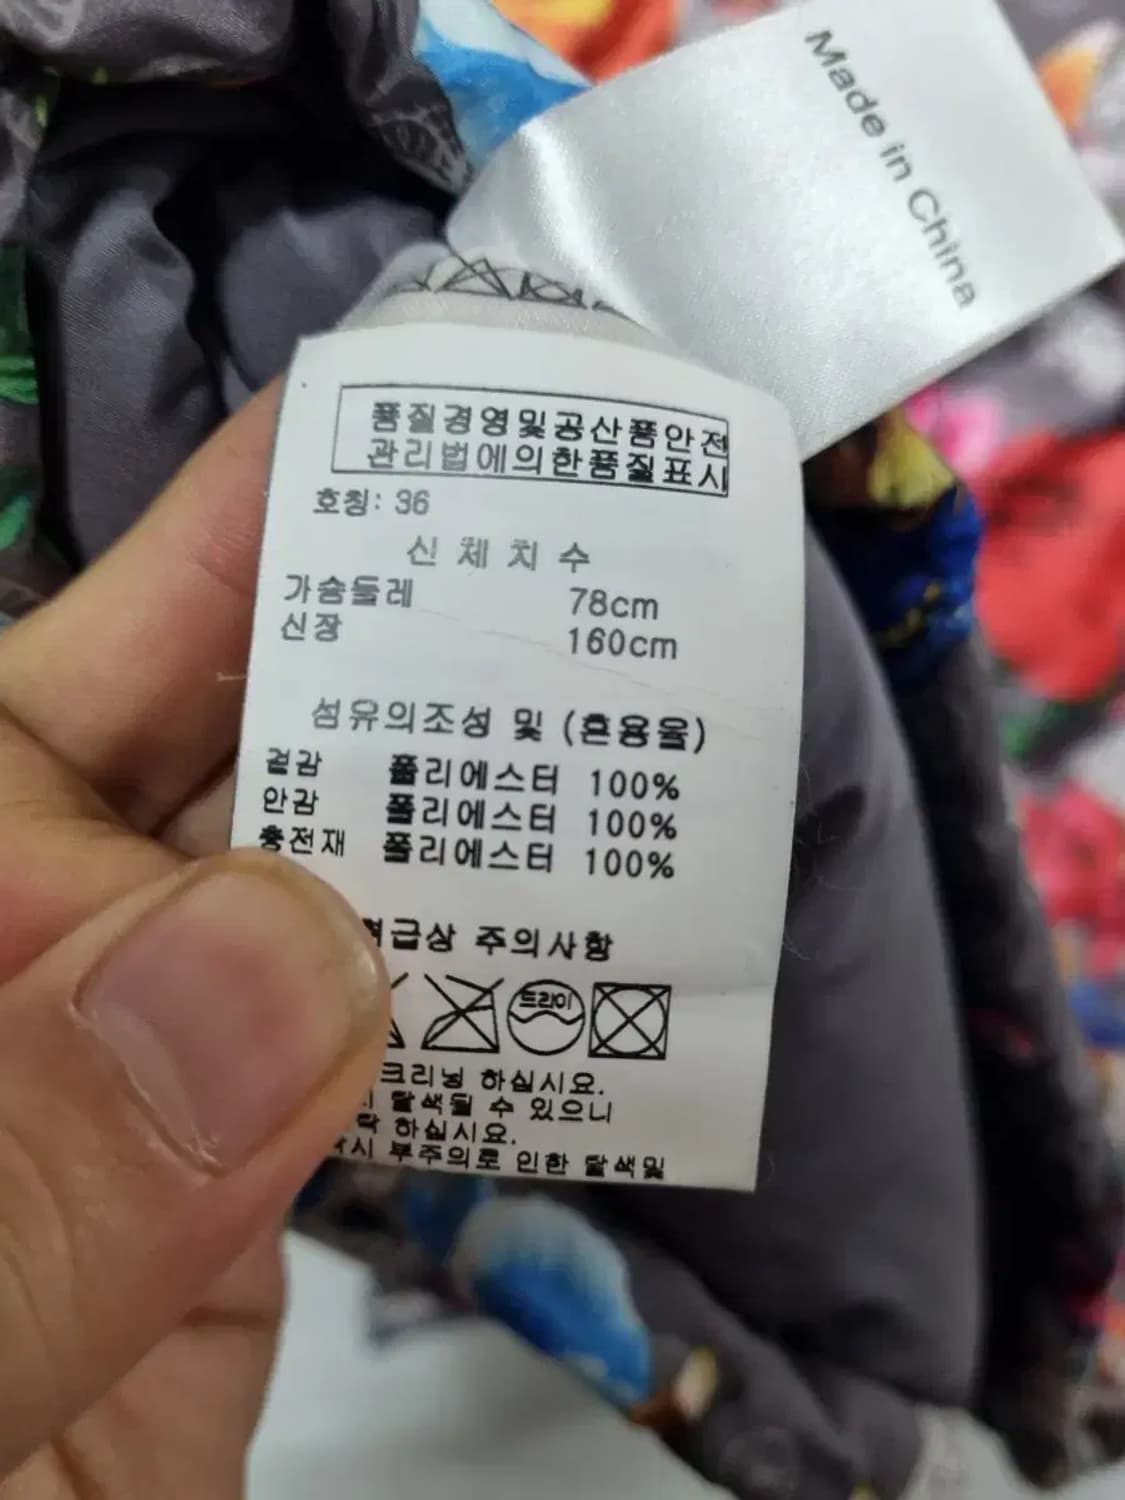 Made in China
품질경영및공산품안전
관리법에의한품질표시
호칭: 36
신 체 치 수
가슴둘레 78cm
신장 160cm
섬유의조성 및 (혼용율)
겉감 폴리에스터 100%
안감 폴리에스터 100%
충전재 폴리에스터 100%
급상 주의사항
드라이
크리닝 하십시요.
탈색될 수 있으니
하십시요.
부주의로 인한 탈색및